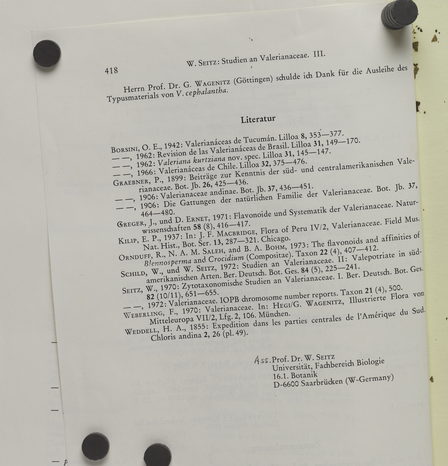 418
W. SEITZ: Studien an Valerianaceae. III.
Herrn Prof. Dr. G. WAGENITZ (Göttingen) schulde ich Dank für die Ausleihe des
Typusmaterials von V. cephalantha.
Literatur
BORSINI, O. E., 1942: Valerianáceas de Tucumán. Lilloa 8, 353—377.
— —, 1962: Revision de las Valerianáceas de Brasil. Lilloa 31, 149—170.
— —, 1962: Valeriana kurtziana nov. spec. Lilloa 31, 145—147.
— —, 1966: Valerianáceas de Chile. Lilloa 32, 375—476.
GRAEBNER, P., 1899: Beiträge zur Kenntnis der süd- und centralamerikanischen Vale-
rianaceae. Bot. Jb. 26, 425—436.
— —, 1906: Valerianaceae andinae. Bot. Jb. 37, 436—451.
— —, 1906: Die Gattungen der natürlichen Familie der Valerianaceae. Bot. Jb. 37,
464—480.
GREGER, J., und D. ERNET, 1971: Flavonoide und Systematik der Valerianaceae. Natur-
wissenschaften 58 (8), 416—417.
KILIP, E. P., 1937: In: J. F. MACBRIDGE, Flora of Peru IV/2, Valerianaceae. Field Mus.
Nat. Hist., Bot. Ser. 13, 287—321. Chicago.
ORNDUFF, R., N. A. M. SALEH, and B. A. BOHM, 1973: The flavonoids and affinities of
Blennosperma and Crocidium (Compositae). Taxon 22 (4), 407—412.
SCHILD, W., und W. SEITZ, 1972: Studien an Valerianaceae. II: Valepotriate in süd-
amerikanischen Arten. Ber. Deutsch. Bot. Ges. 84 (5), 225—241.
SEITZ, W., 1970: Zytotaxonomische Studien an Valerianaceae. I. Ber. Deutsch. Bot. Ges.
82 (10/11), 651—655.
— —, 1972: Valerianaceae. IOPB chromosome number reports. Taxon 21 (4), 500.
WEBERLING, F., 1970: Valerianaceae. In: HEGI/G. WAGENITZ, Illustrierte Flora von
Mitteleuropa VII/2, Lfg. 2, 106. München.
WEDDELL, H. A., 1855: Expedition dans les parties centrales de l'Amérique du Sud.
Chloris andina 2, 26 (pl. 49).
Ass. Prof. Dr. W. SEITZ
Universität, Fachbereich Biologie
16.1. Botanik
D-6600 Saarbrücken (W-Germany)